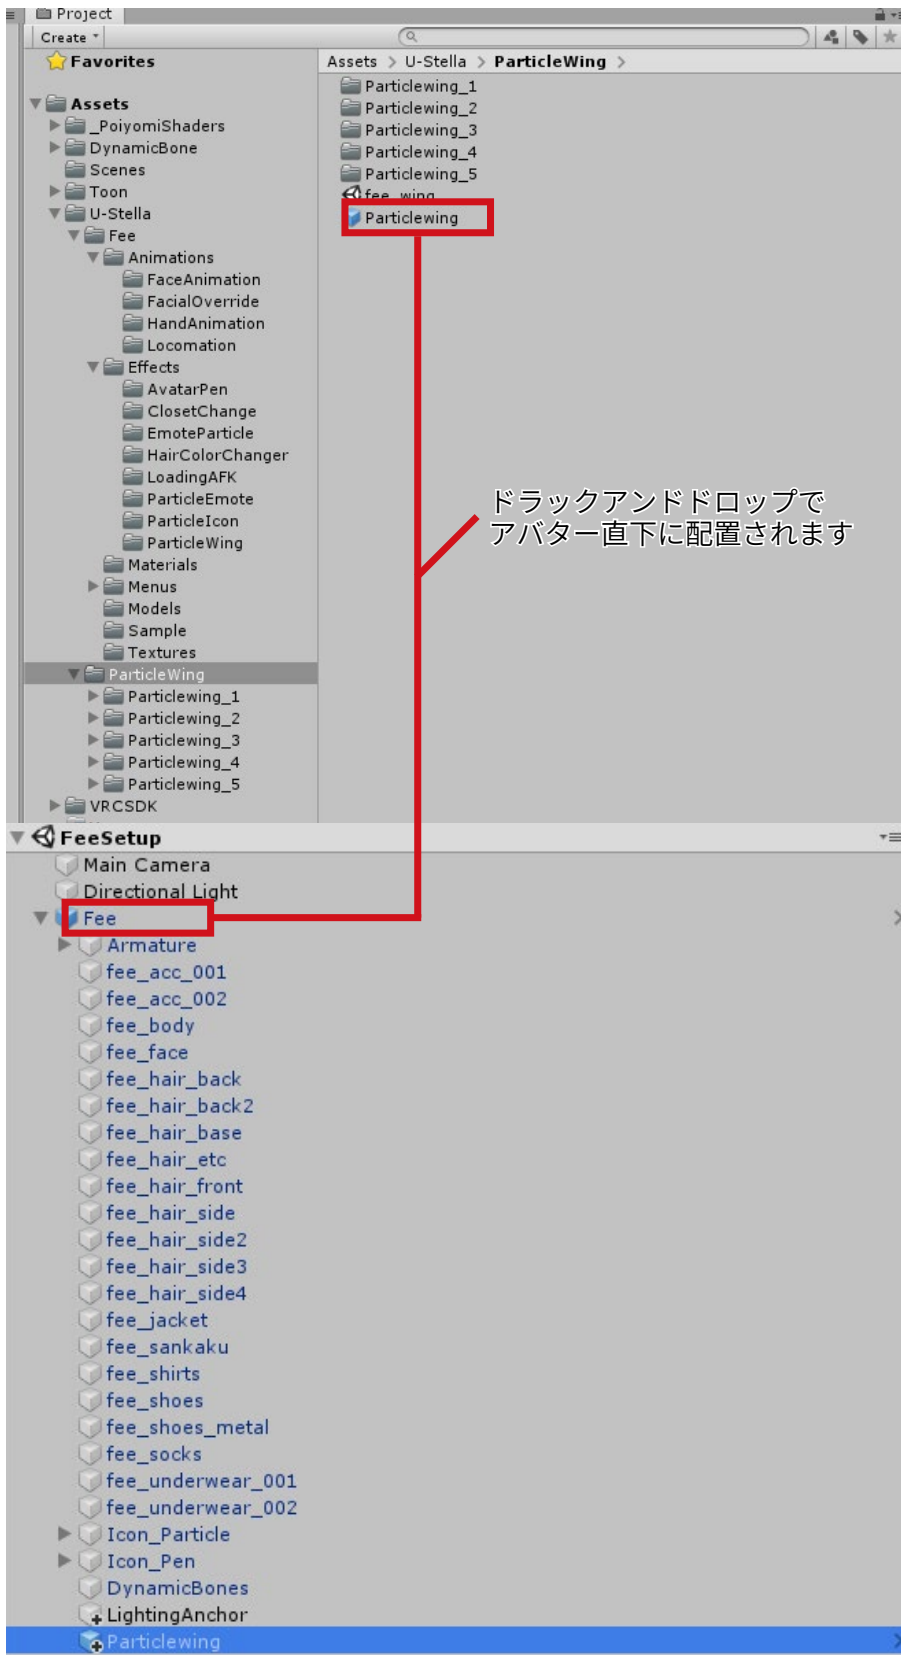 Project
Create
Favorites
Assets
_PoiyomiShaders
DynamicBone
Scenes
Toon
U-Stella
Fee
Animations
FaceAnimation
FacialOverride
HandAnimation
Locomation
Effects
AvatarPen
ClosetChange
EmoteParticle
HairColorChanger
LoadingAFK
ParticleEmote
ParticleIcon
ParticleWing
Materials
Menus
Models
Sample
Textures
ParticleWing
Particlewing_1
Particlewing_2
Particlewing_3
Particlewing_4
Particlewing_5
VRCSDK
Assets > U-Stella > ParticleWing >
Particlewing_1
Particlewing_2
Particlewing_3
Particlewing_4
Particlewing_5
fee_wing
Particlewing
ドラックアンドドロップで
アバター直下に配置されます
FeeSetup
Main Camera
Directional Light
Fee
Armature
fee_acc_001
fee_acc_002
fee_body
fee_face
fee_hair_back
fee_hair_back2
fee_hair_base
fee_hair_etc
fee_hair_front
fee_hair_side
fee_hair_side2
fee_hair_side3
fee_hair_side4
fee_jacket
fee_sankaku
fee_shirts
fee_shoes
fee_shoes_metal
fee_socks
fee_underwear_001
fee_underwear_002
Icon_Particle
Icon_Pen
DynamicBones
LightingAnchor
Particlewing